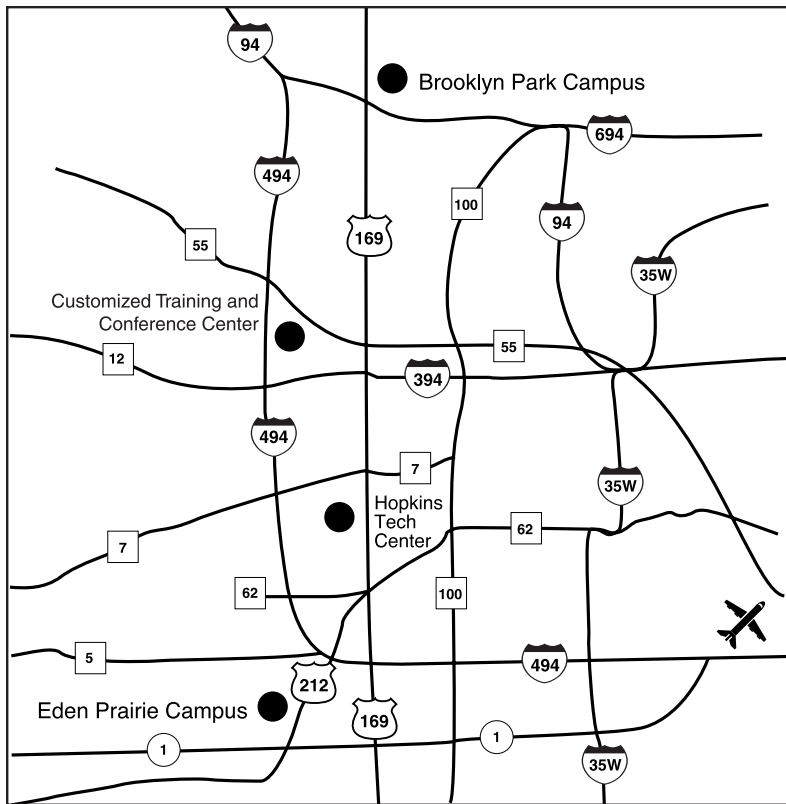 94
Brooklyn Park Campus
694
494
100
94
169
55
35W
Customized Training and
Conference Center
55
12
394
494
7
35W
Hopkins
Tech
Center
62
7
62
100
5
494
212
Eden Prairie Campus
169
1
1
35W